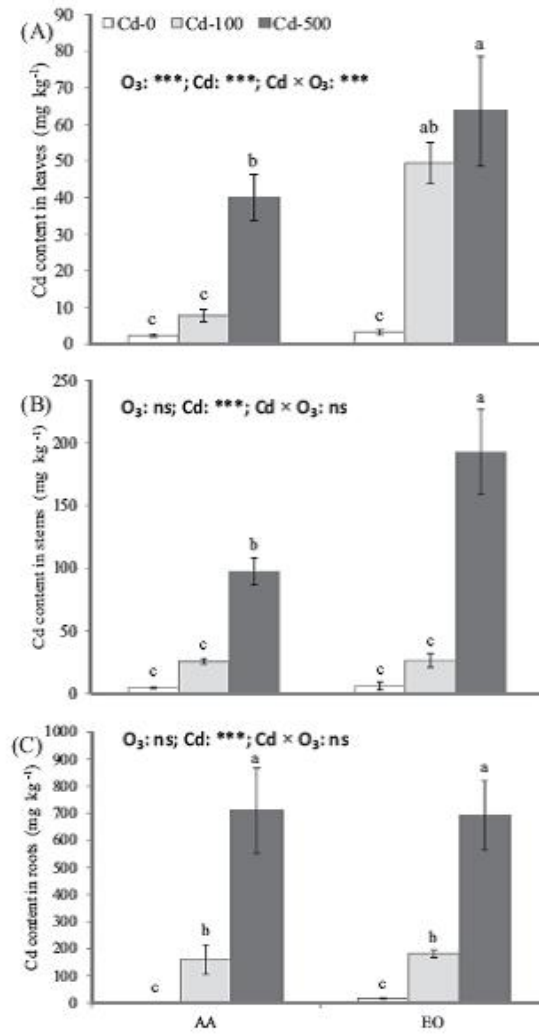 (A)
Cd-0 Cd-100 Cd-500
O₃: ***; Cd: ***; Cd × O₃: ***
Cd content in leaves (mg kg⁻¹)
90
80
70
60
50
40
30
20
10
0
c c b c ab a
(B)
O₃: ns; Cd: ***; Cd × O₃: ns
Cd content in stems (mg kg⁻¹)
250
200
150
100
50
0
c c b c c a
(C)
O₃: ns; Cd: ***; Cd × O₃: ns
Cd content in roots (mg kg⁻¹)
1000
900
800
700
600
500
400
300
200
100
0
c b a c b a
AA EO